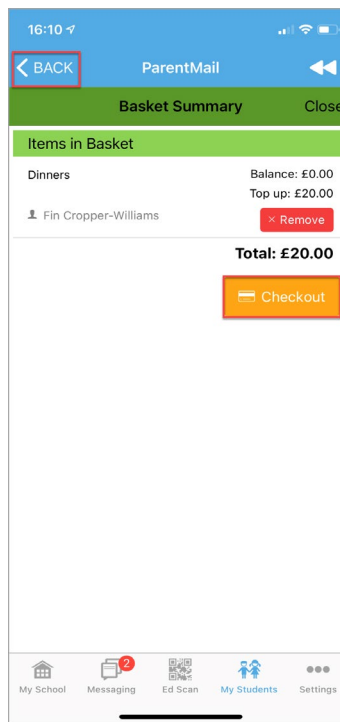 16:10
BACK ParentMail
Basket Summary Close
Items in Basket
Dinners Balance: £0.00
Top up: £20.00
Fin Cropper-Williams × Remove
Total: £20.00
Checkout
2
My School Messaging Ed Scan My Students Settings